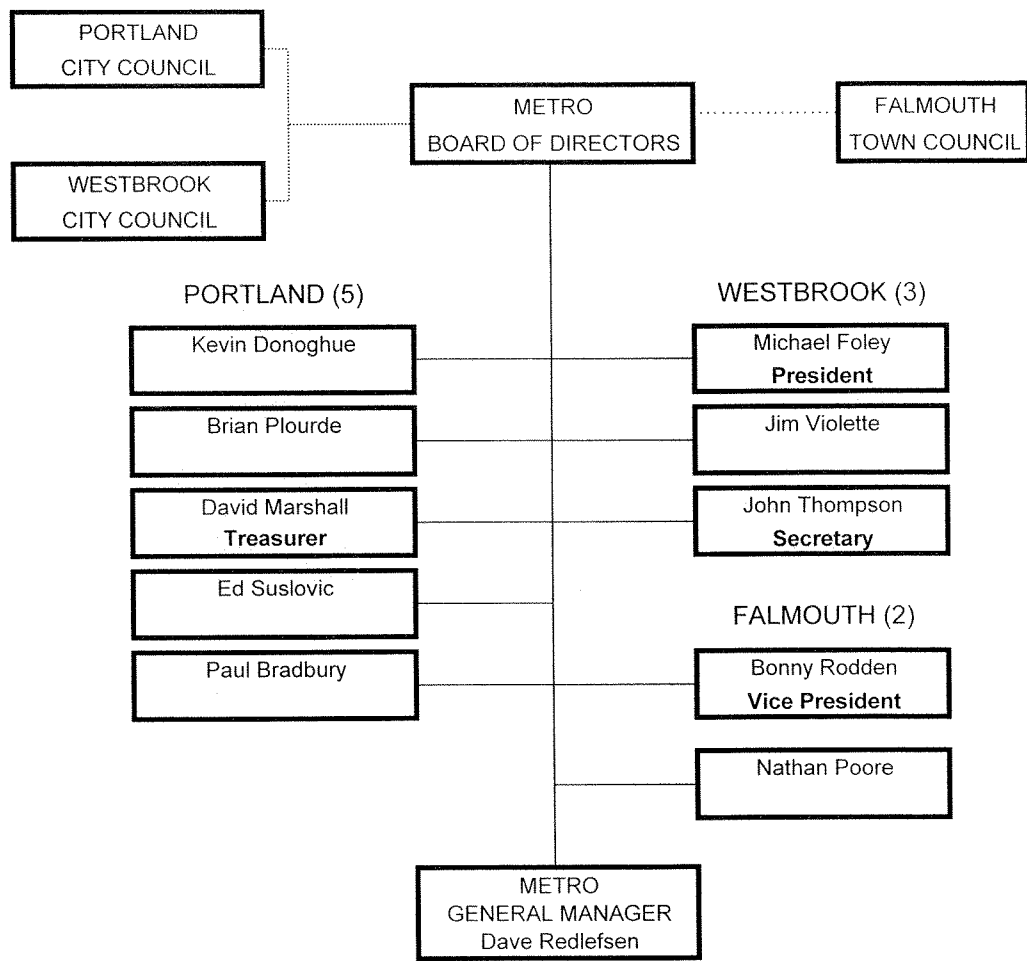 PORTLAND
CITY COUNCIL
METRO
BOARD OF DIRECTORS
FALMOUTH
TOWN COUNCIL
WESTBROOK
CITY COUNCIL
PORTLAND (5)
Kevin Donoghue
Brian Plourde
David Marshall
Treasurer
Ed Suslovic
Paul Bradbury
WESTBROOK (3)
Michael Foley
President
Jim Violette
John Thompson
Secretary
FALMOUTH (2)
Bonny Rodden
Vice President
Nathan Poore
METRO
GENERAL MANAGER
Dave Redlefsen